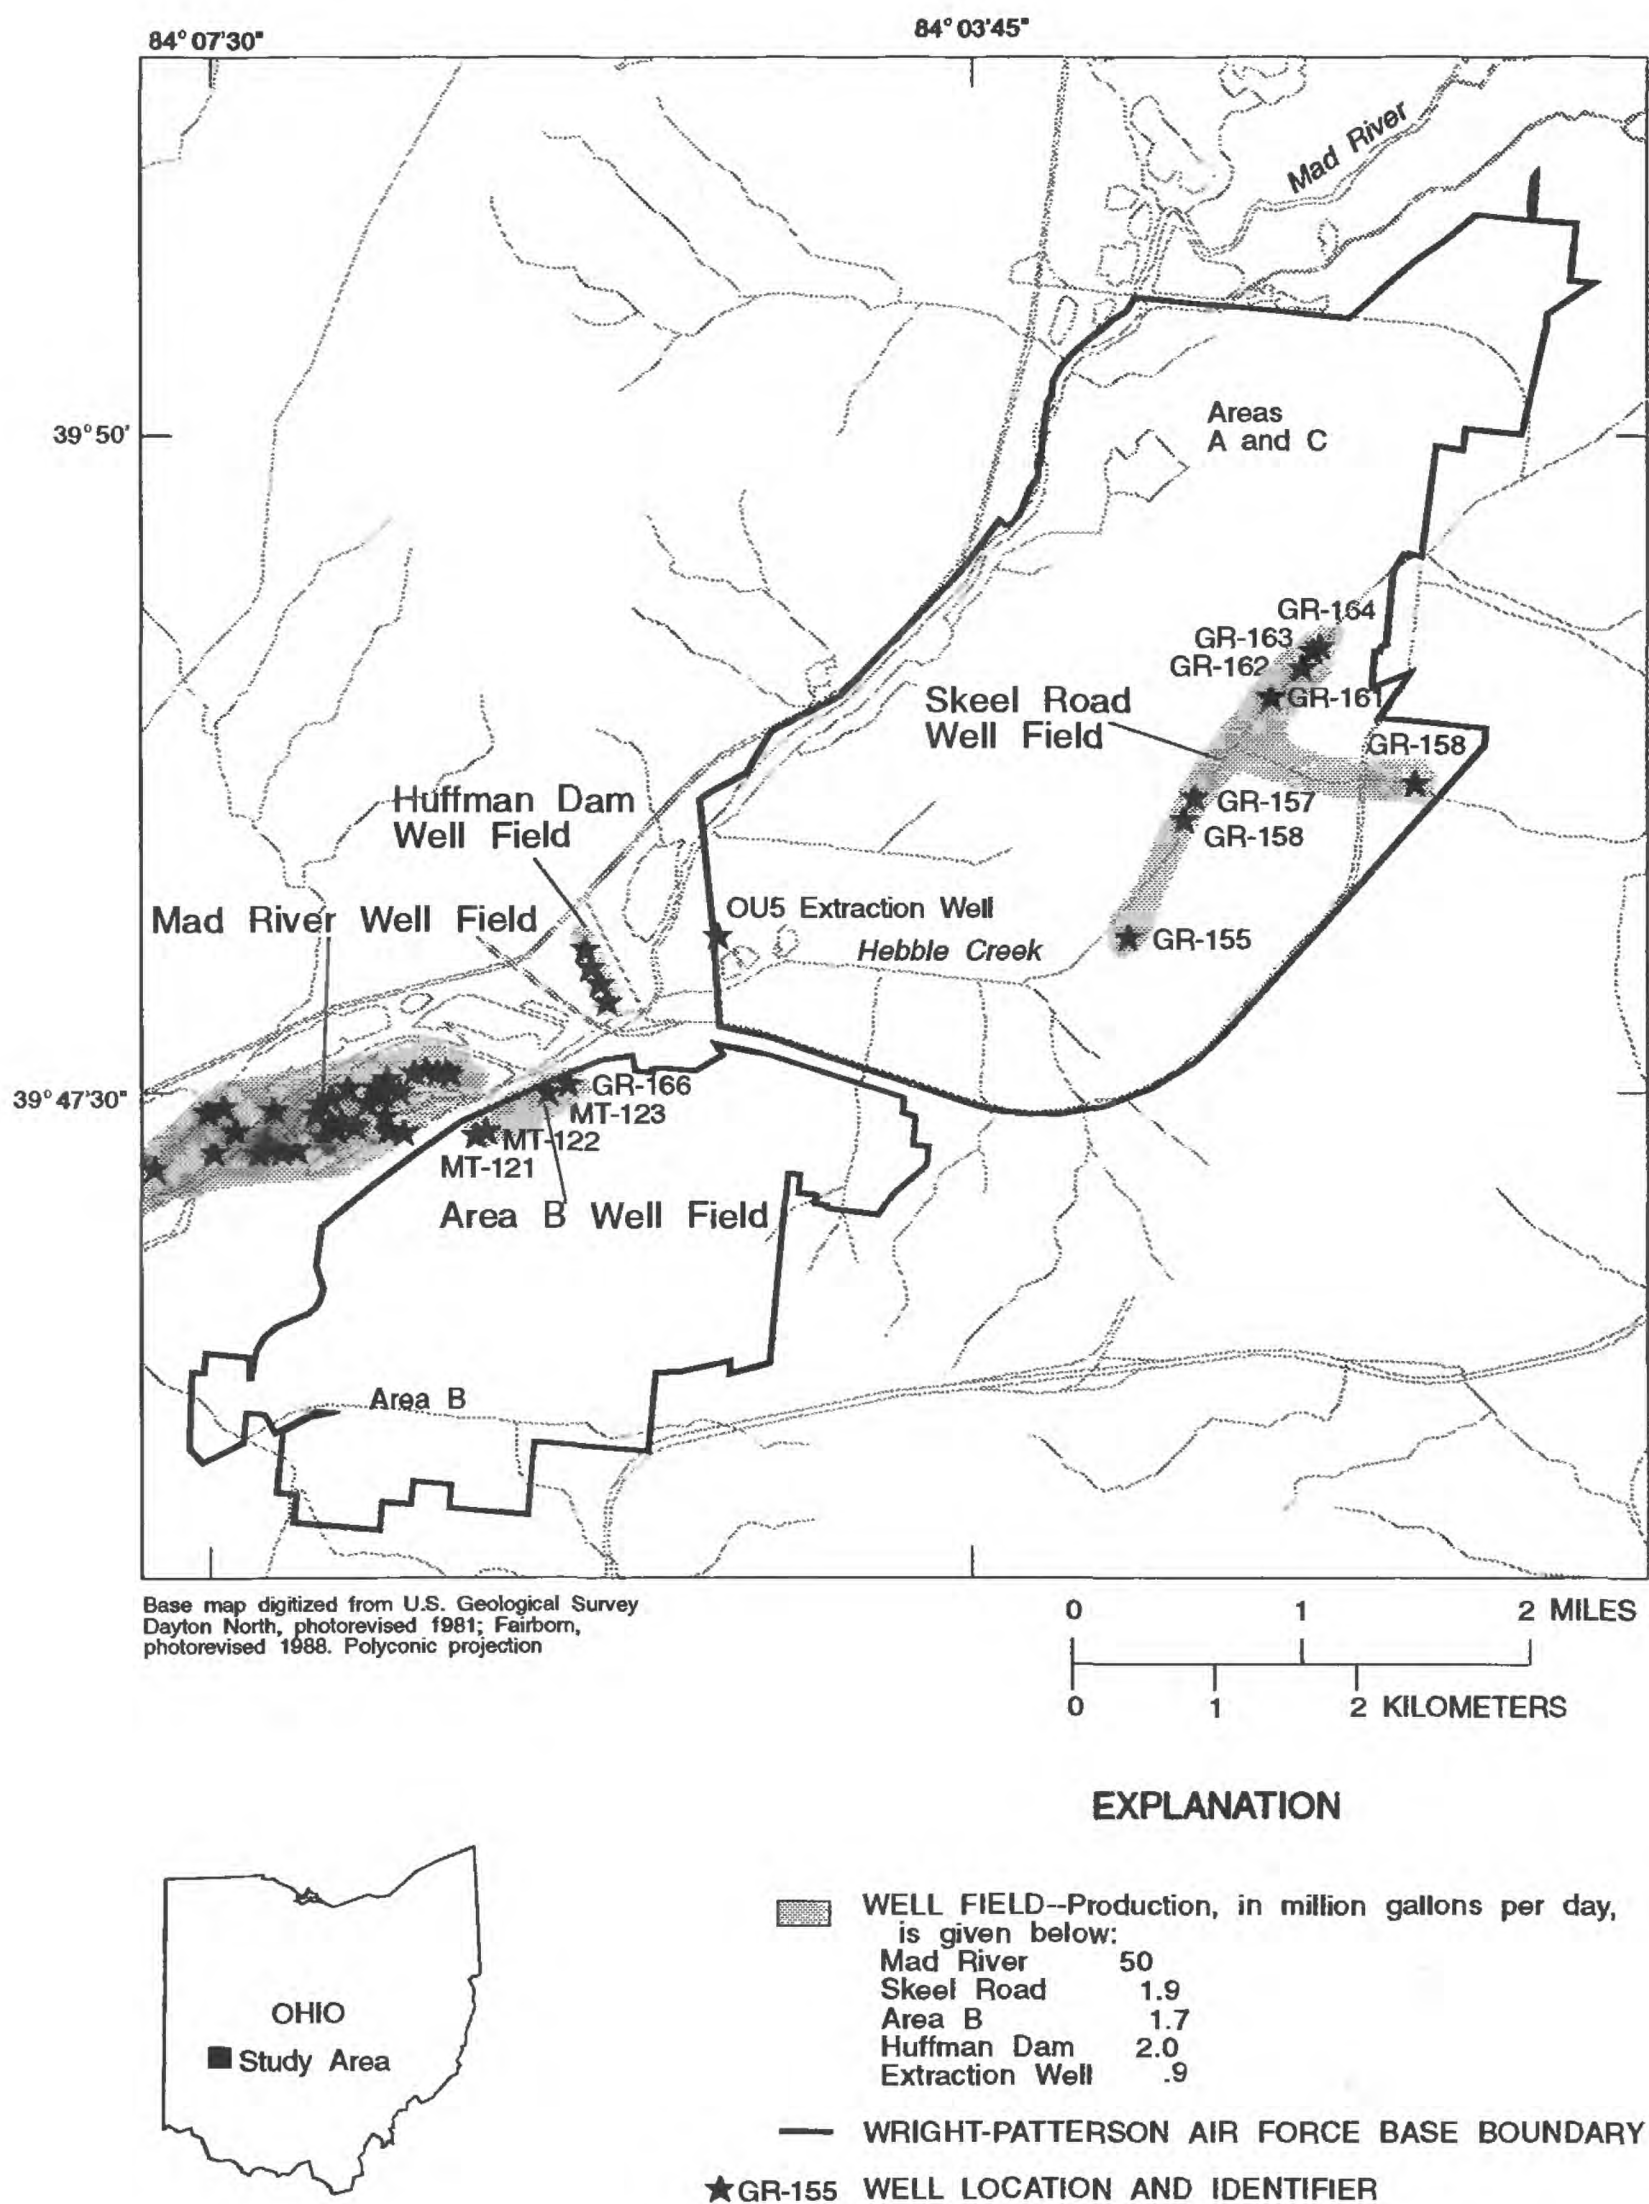 84°07'30"
84°03'45"
Mad River
39°50'
Areas
A and C
GR-164
GR-163
GR-162
GR-161
Skeel Road
Well Field
GR-158
Huffman Dam
Well Field
GR-157
GR-158
Mad River Well Field
OU5 Extraction Well
Hebble Creek
GR-155
39°47'30"
GR-166
MT-123
MT-122
MT-121
Area B Well Field
Area B
Base map digitized from U.S. Geological Survey
Dayton North, photorevised 1981; Fairborn,
photorevised 1988. Polyconic projection
0 1 2 MILES
0 1 2 KILOMETERS
EXPLANATION
WELL FIELD--Production, in million gallons per day,
is given below:
Mad River 50
Skeel Road 1.9
Area B 1.7
Huffman Dam 2.0
Extraction Well .9
OHIO
Study Area
WRIGHT-PATTERSON AIR FORCE BASE BOUNDARY
GR-155 WELL LOCATION AND IDENTIFIER